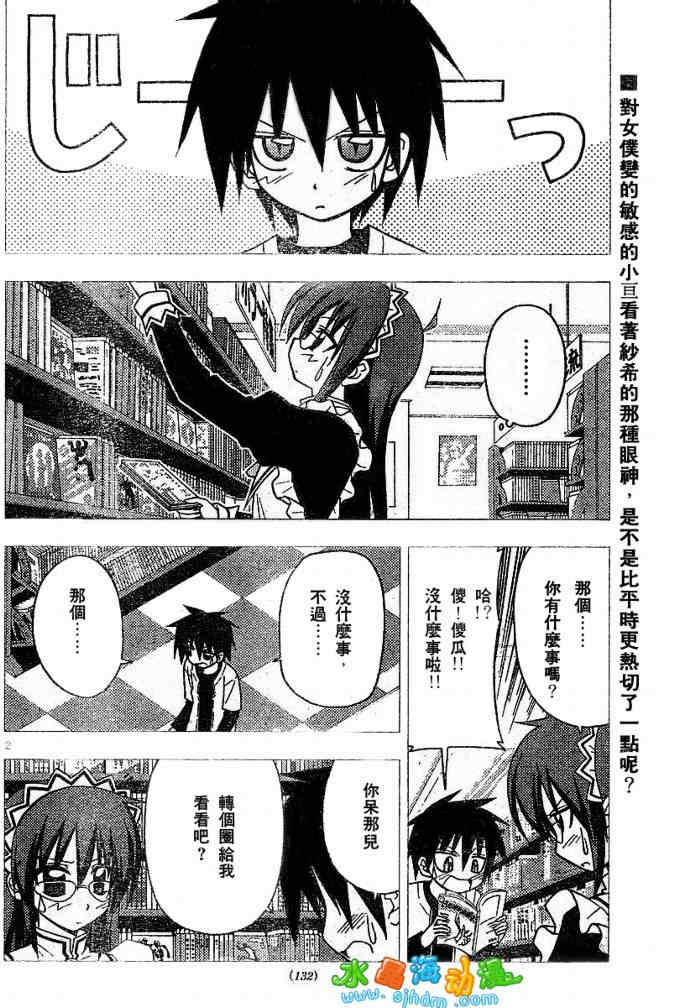 ■對女僕變的敏感的小亘看著紗希的那種眼神，是不是比平時更熱切了一點呢？
じーーっ
……
那個……
你有什麼事嗎？
哈!?
傻！傻瓜!!
沒什麼事啦!!
沒什麼事，
不過……
那個……
你呆那兒
轉個圈給我
看看吧？
2
(132)
水晶海动漫
www.sjhdm.com